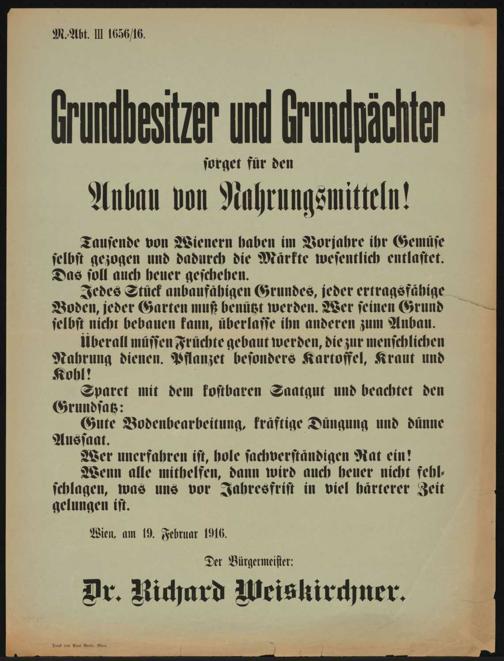 M.-Abt. III 1656/16.
Grundbesitzer und Grundpächter
sorget für den
Anbau von Nahrungsmitteln!
Tausende von Wienern haben im Vorjahre ihr Gemüse
selbst gezogen und dadurch die Märkte wesentlich entlastet.
Das soll auch heuer geschehen.
Jedes Stück anbaufähigen Grundes, jeder ertragsfähige
Boden, jeder Garten muß benützt werden. Wer seinen Grund
selbst nicht bebauen kann, überlasse ihn anderen zum Anbau.
Überall müssen Früchte gebaut werden, die zur menschlichen
Nahrung dienen. Pflanzet besonders Kartoffel, Kraut und
Kohl!
Sparet mit dem kostbaren Saatgut und beachtet den
Grundsatz:
Gute Bodenbearbeitung, kräftige Düngung und dünne
Aussaat.
Wer unerfahren ist, hole sachverständigen Rat ein!
Wenn alle mithelfen, dann wird auch heuer nicht fehl-
schlagen, was uns vor Jahresfrist in viel härterer Zeit
gelungen ist.
Wien, am 19. Februar 1916.
Der Bürgermeister:
Dr. Richard Weiskirchner.